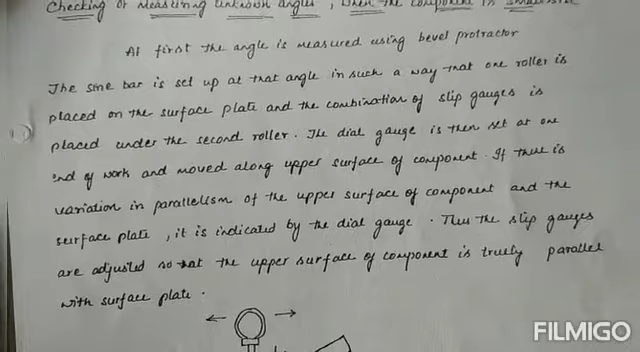 Checking or Measuring unknown angles, when the component is small size
At first the angle is measured using bevel protractor
The sine bar is set up at that angle in such a way that one roller is
placed on the surface plate and the combination of slip gauges is
placed under the second roller. The dial gauge is then set at one
end of work and moved along upper surface of component. If there is
variation in parallelism of the upper surface of component and the
surface plate, it is indicated by the dial gauge. Thus the slip gauges
are adjusted so that the upper surface of component is truely parallel
with surface plate.
FILMIGO